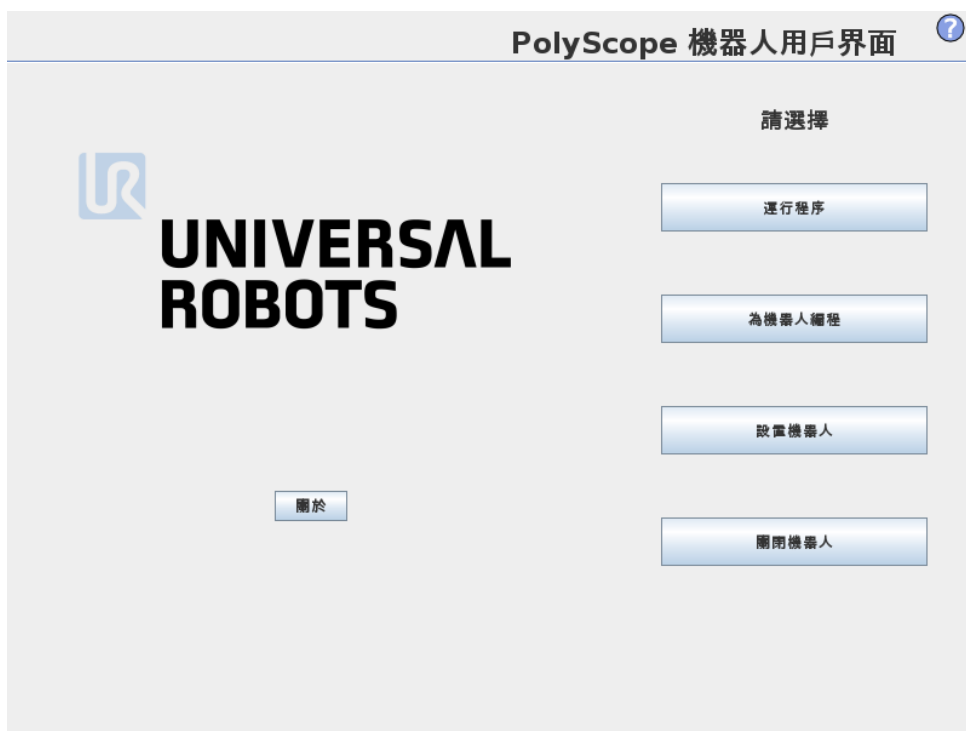 PolyScope 機器人用戶界面
?
請選擇
UR
UNIVERSAL
ROBOTS
運行程序
為機器人編程
設置機器人
關於
關閉機器人